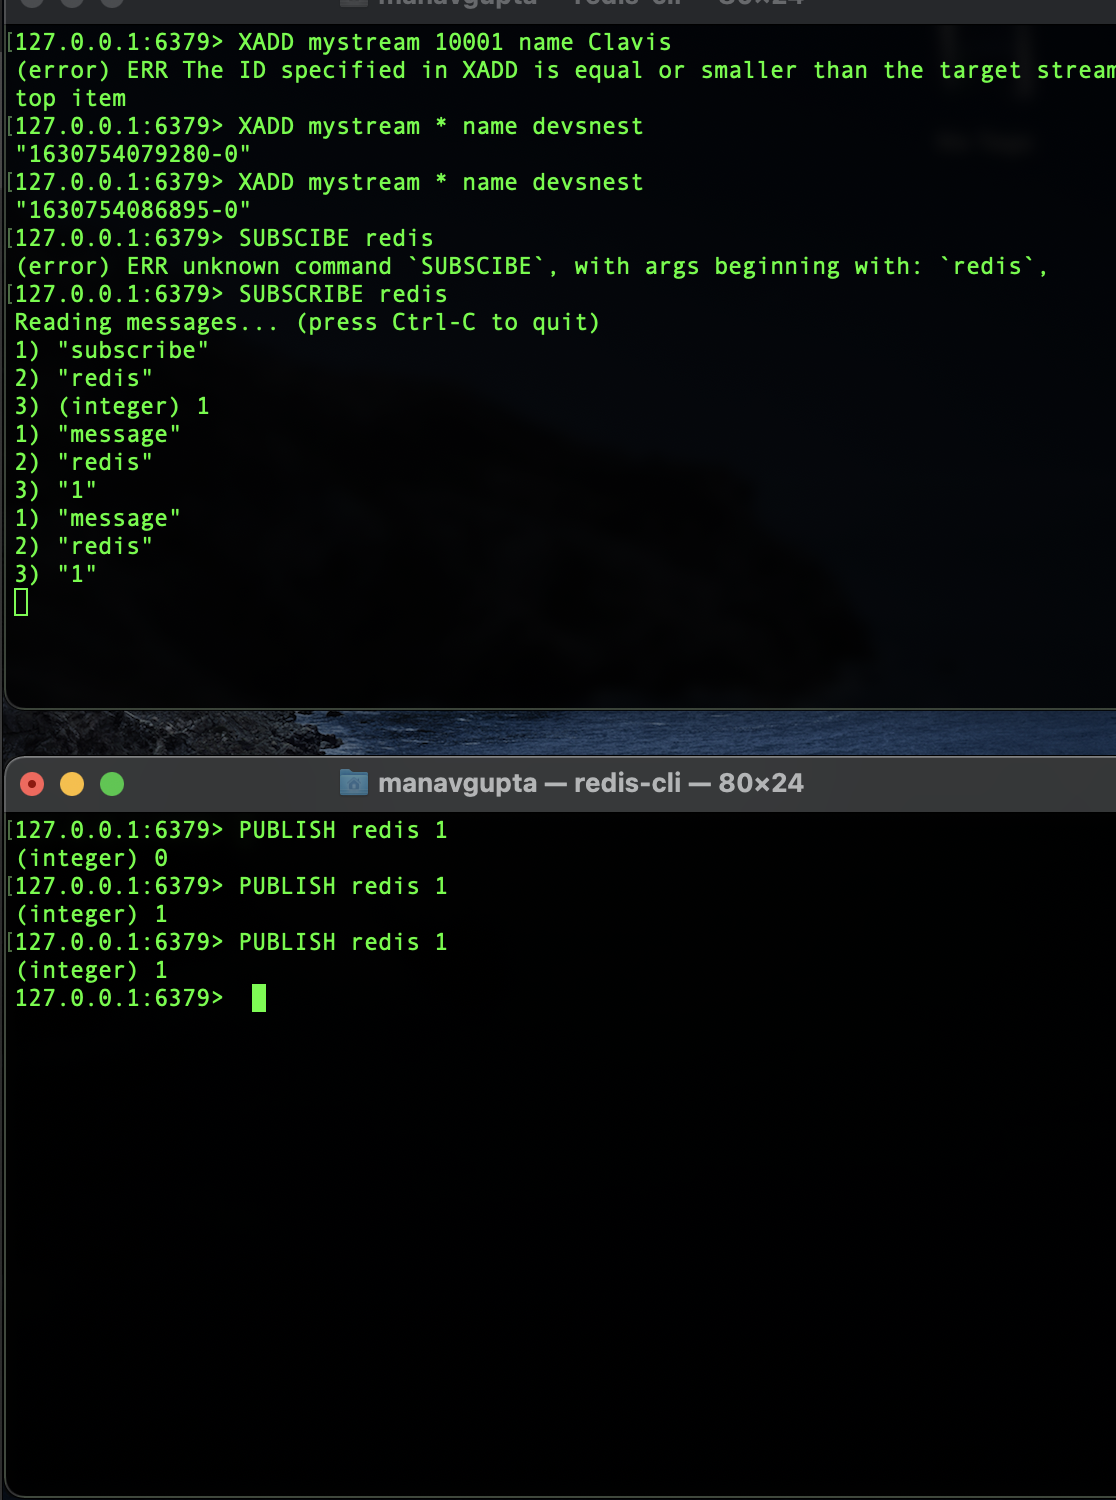 manavgupta — redis-cli — 80×24
[127.0.0.1:6379> XADD mystream 10001 name Clavis
(error) ERR The ID specified in XADD is equal or smaller than the target stream
top item
[127.0.0.1:6379> XADD mystream * name devsnest
"1630754079280-0"
[127.0.0.1:6379> XADD mystream * name devsnest
"1630754086895-0"
[127.0.0.1:6379> SUBSCIBE redis
(error) ERR unknown command `SUBSCIBE`, with args beginning with: `redis`,
[127.0.0.1:6379> SUBSCRIBE redis
Reading messages... (press Ctrl-C to quit)
1) "subscribe"
2) "redis"
3) (integer) 1
1) "message"
2) "redis"
3) "1"
1) "message"
2) "redis"
3) "1"
manavgupta — redis-cli — 80×24
[127.0.0.1:6379> PUBLISH redis 1
(integer) 0
[127.0.0.1:6379> PUBLISH redis 1
(integer) 1
[127.0.0.1:6379> PUBLISH redis 1
(integer) 1
127.0.0.1:6379>